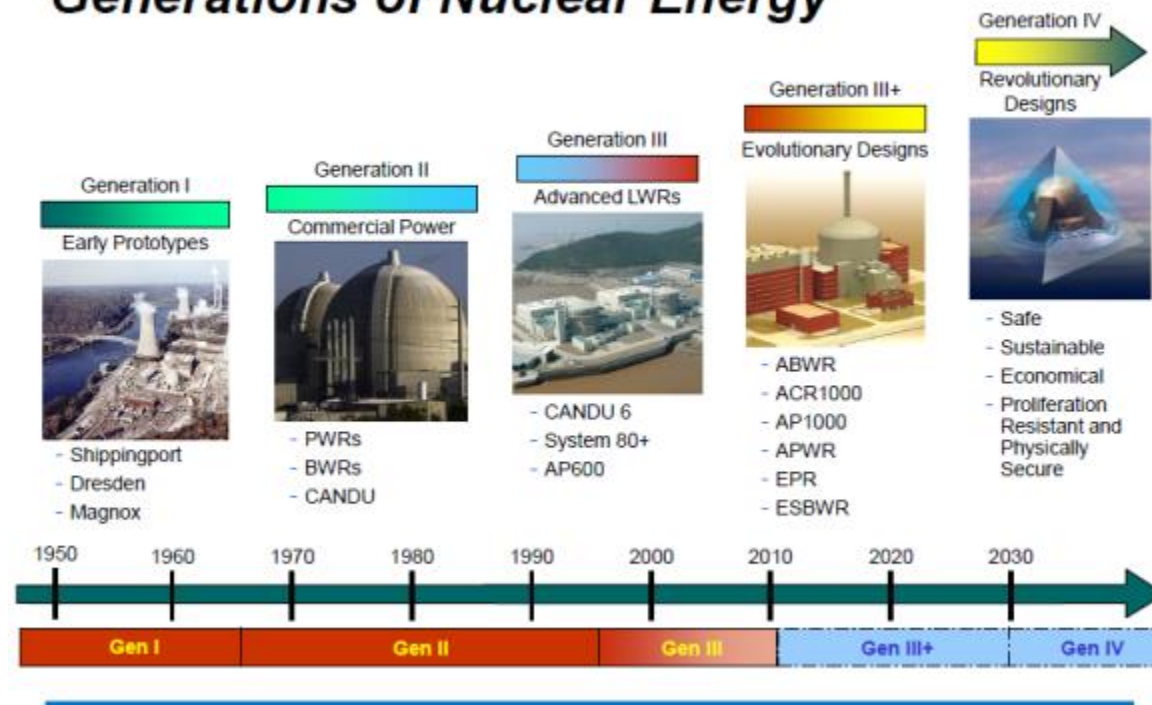 Generations of Nuclear Energy
Generation I
Early Prototypes
- Shippingport
- Dresden
- Magnox
Generation II
Commercial Power
- PWRs
- BWRs
- CANDU
Generation III
Advanced LWRs
- CANDU 6
- System 80+
- AP600
Generation III+
Evolutionary Designs
- ABWR
- ACR1000
- AP1000
- APWR
- EPR
- ESBWR
Generation IV
Revolutionary
Designs
- Safe
- Sustainable
- Economical
- Proliferation
Resistant and
Physically
Secure
1950 1960 1970 1980 1990 2000 2010 2020 2030
Gen I Gen II Gen III Gen III+ Gen IV